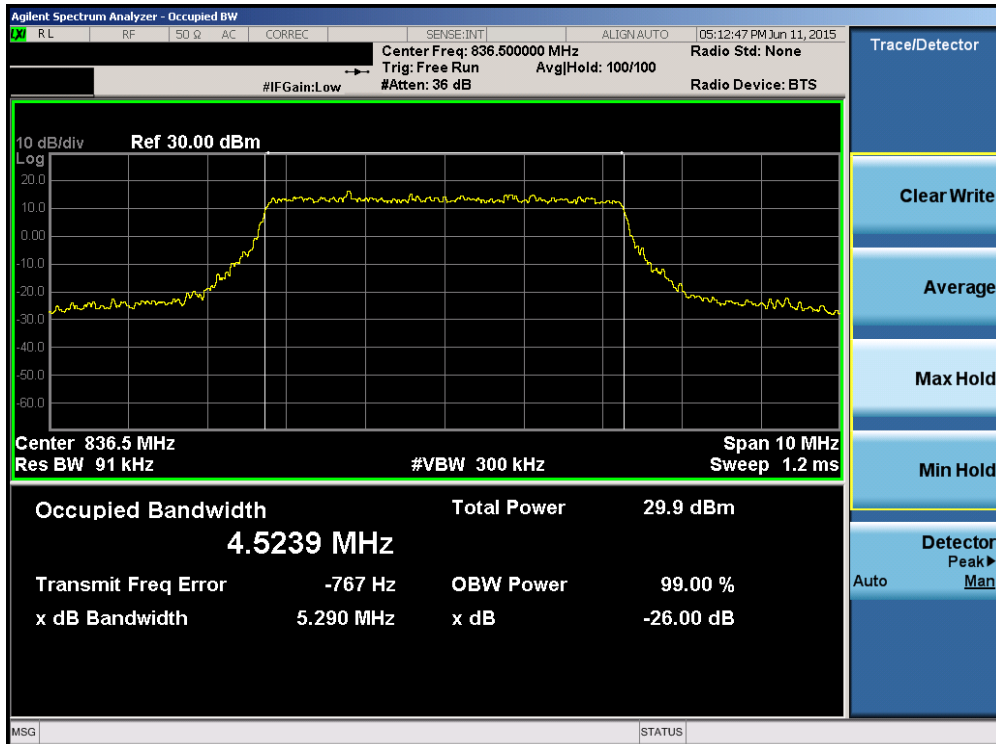 Agilent Spectrum Analyzer - Occupied BW
LXI RL RF 50 Ω AC CORREC SENSE:INT ALIGN AUTO 05:12:47 PM Jun 11, 2015
Center Freq: 836.500000 MHz Radio Std: None
Trig: Free Run Avg|Hold: 100/100
#IFGain:Low #Atten: 36 dB Radio Device: BTS
10 dB/div Ref 30.00 dBm
Log
20.0
10.0
0.00
-10.0
-20.0
-30.0
-40.0
-50.0
-60.0
Center 836.5 MHz Span 10 MHz
Res BW 91 kHz #VBW 300 kHz Sweep 1.2 ms
Occupied Bandwidth Total Power 29.9 dBm
4.5239 MHz
Transmit Freq Error -767 Hz OBW Power 99.00 %
x dB Bandwidth 5.290 MHz x dB -26.00 dB
MSG STATUS
Trace/Detector
Clear Write
Average
Max Hold
Min Hold
Detector
Peak▶
Auto Man